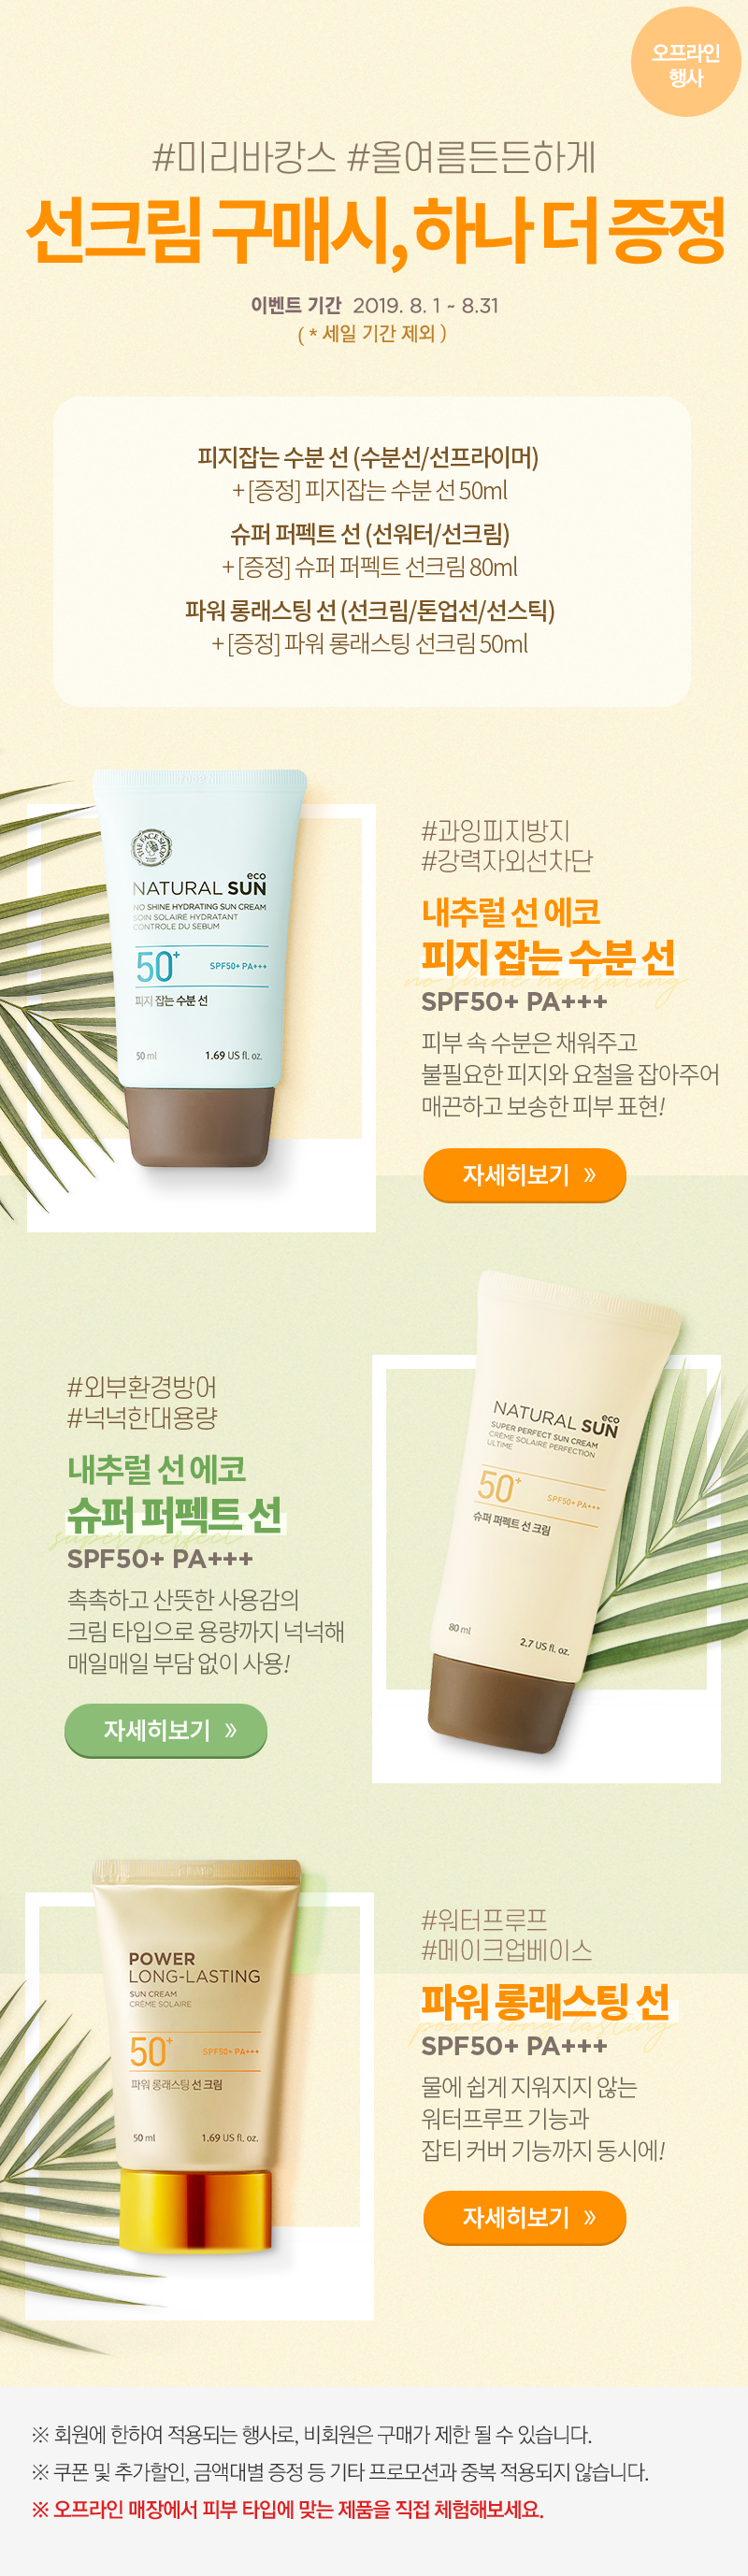 오프라인
행사
#미리바캉스 #올여름든든하게
선크림 구매시, 하나 더 증정
이벤트 기간 2019. 8. 1 ~ 8.31
( * 세일 기간 제외 )
피지잡는 수분 선 (수분선/선프라이머)
+ [증정] 피지잡는 수분 선 50ml
슈퍼 퍼펙트 선 (선워터/선크림)
+ [증정] 슈퍼 퍼펙트 선크림 80ml
파워 롱래스팅 선 (선크림/톤업선/선스틱)
+ [증정] 파워 롱래스팅 선크림 50ml
THE FACE SHOP
eco
NATURAL SUN
NO SHINE HYDRATING SUN CREAM
SOIN SOLAIRE HYDRATANT
CONTROLE DU SEBUM
50+
SPF50+ PA+++
피지 잡는 수분 선
50 ml
1.69 US fl. oz.
#과잉피지방지
#강력자외선차단
내추럴 선 에코
피지 잡는 수분 선
no shine hydrating
SPF50+ PA+++
피부 속 수분은 채워주고
불필요한 피지와 요철을 잡아주어
매끈하고 보송한 피부 표현!
자세히보기 »
#외부환경방어
#넉넉한대용량
내추럴 선 에코
슈퍼 퍼펙트 선
super perfect
SPF50+ PA+++
촉촉하고 산뜻한 사용감의
크림 타입으로 용량까지 넉넉해
매일매일 부담 없이 사용!
자세히보기 »
eco
NATURAL SUN
SUPER PERFECT SUN CREAM
CRÈME SOLAIRE PERFECTION
ULTIME
50+
SPF50+ PA+++
슈퍼 퍼펙트 선 크림
80 ml
2.7 US fl. oz.
POWER
LONG-LASTING
SUN CREAM
CRÈME SOLAIRE
50+
SPF50+ PA+++
파워 롱래스팅 선 크림
50 ml
1.69 US fl. oz.
#워터프루프
#메이크업베이스
파워 롱래스팅 선
long lasting
SPF50+ PA+++
물에 쉽게 지워지지 않는
워터프루프 기능과
잡티 커버 기능까지 동시에!
자세히보기 »
※ 회원에 한하여 적용되는 행사로, 비회원은 구매가 제한 될 수 있습니다.
※ 쿠폰 및 추가할인, 금액대별 증정 등 기타 프로모션과 중복 적용되지 않습니다.
※ 오프라인 매장에서 피부 타입에 맞는 제품을 직접 체험해보세요.